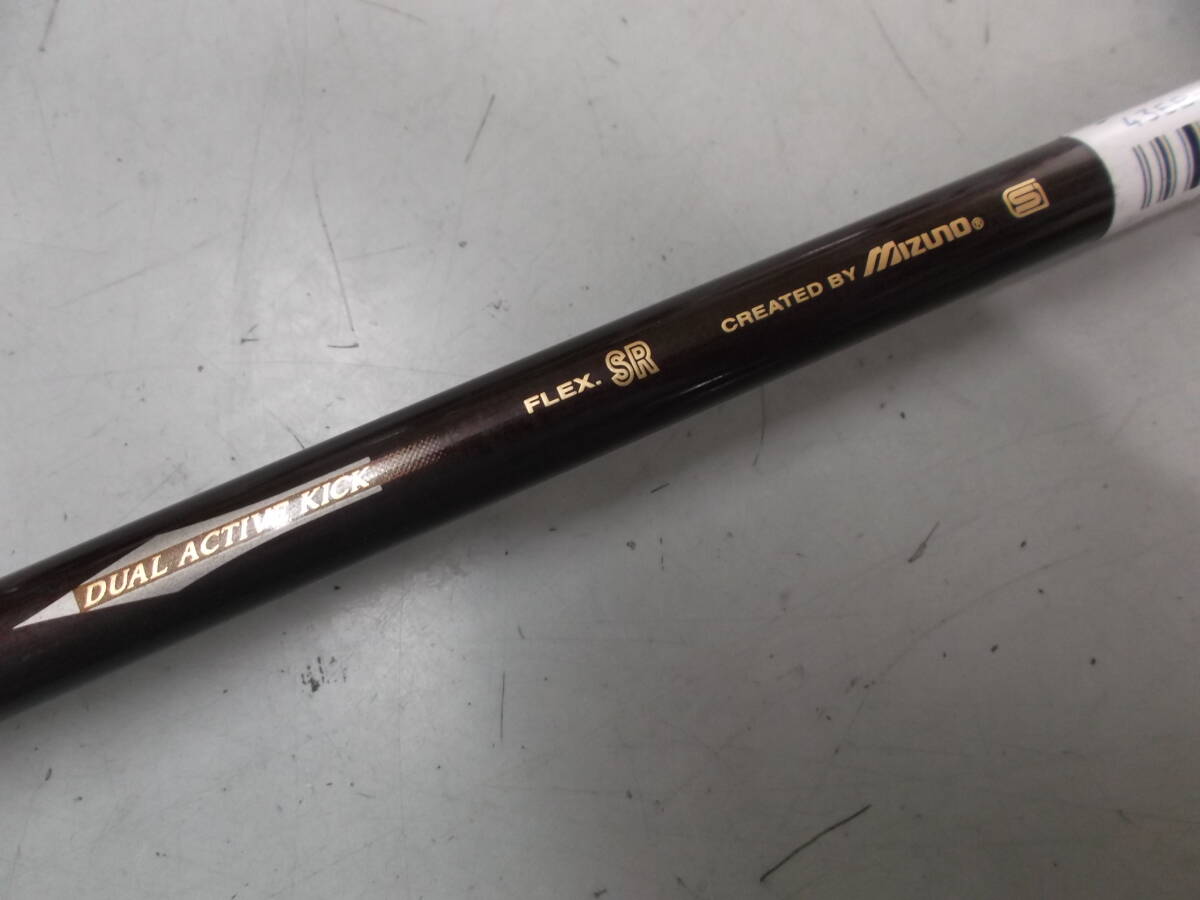 DUAL ACTIVE KICK
FLEX. SR
CREATED BY MIZUNO®